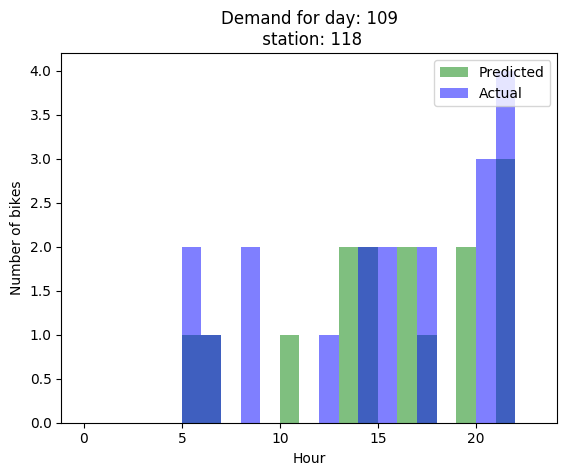 Demand for day: 109
station: 118
Predicted
Actual
Number of bikes
4.0
3.5
3.0
2.5
2.0
1.5
1.0
0.5
0.0
0 5 10 15 20
Hour